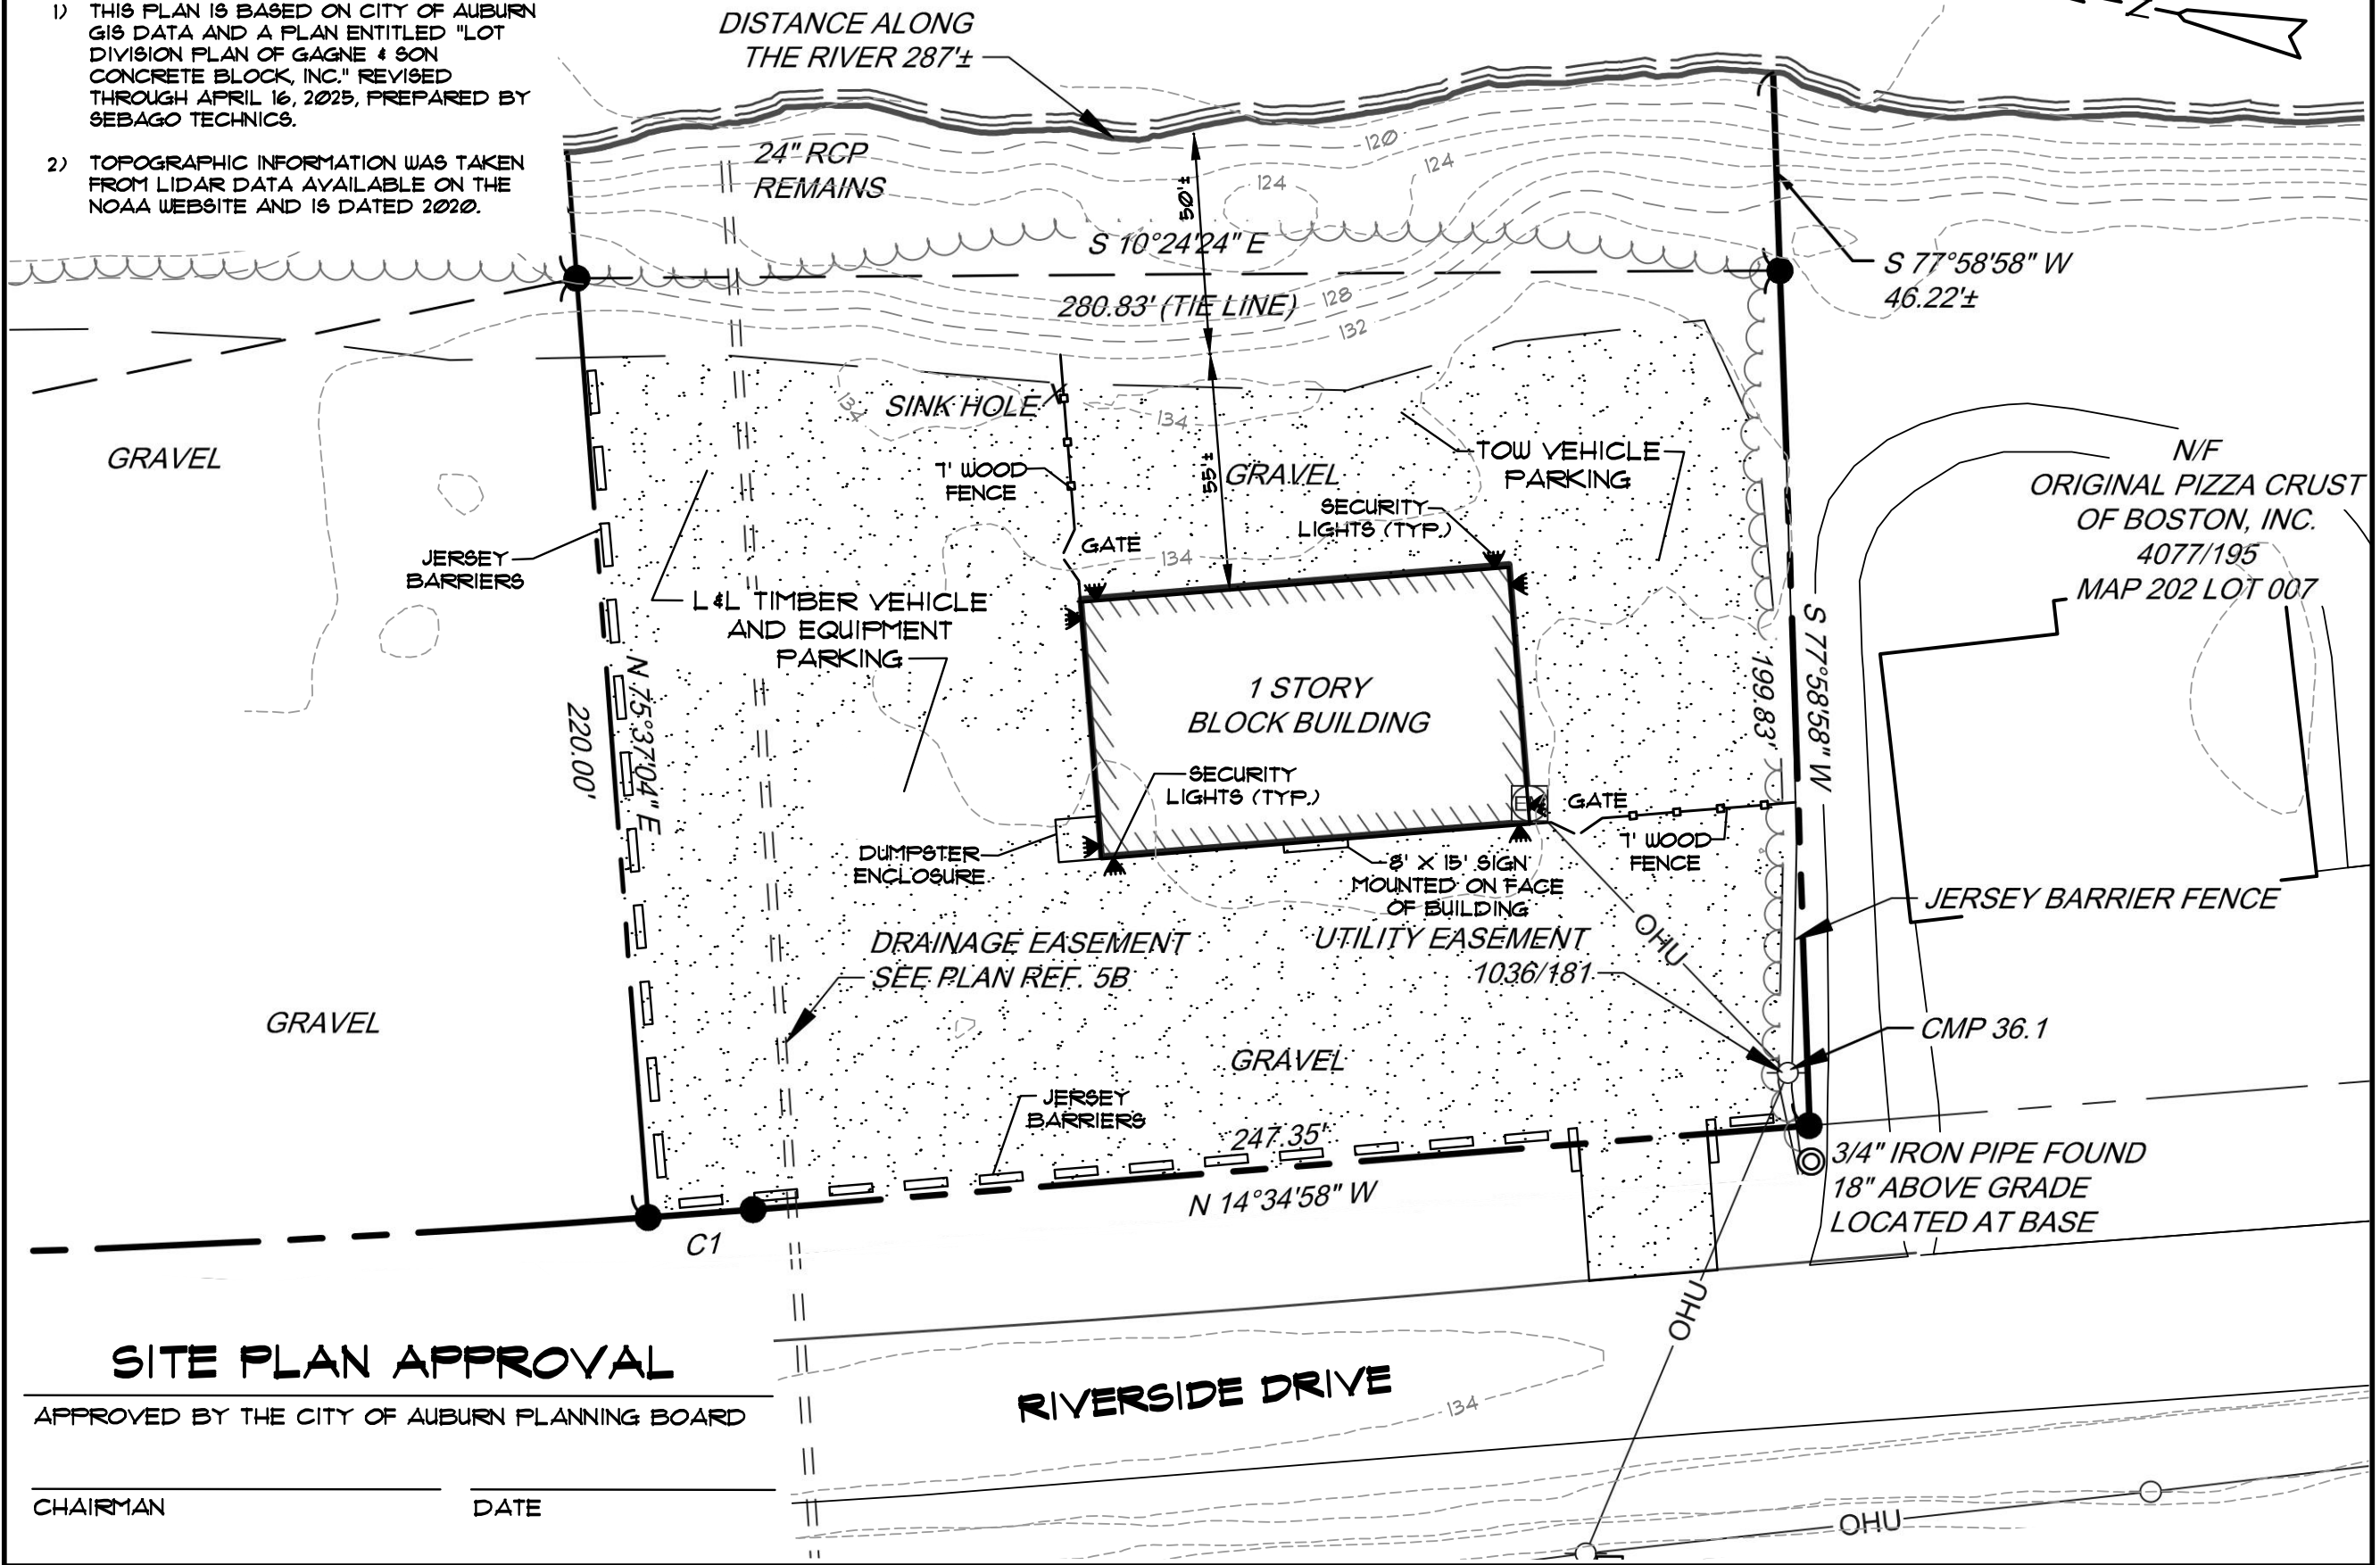 1) THIS PLAN IS BASED ON CITY OF AUBURN
GIS DATA AND A PLAN ENTITLED "LOT
DIVISION PLAN OF GAGNE & SON
CONCRETE BLOCK, INC." REVISED
THROUGH APRIL 16, 2025, PREPARED BY
SEBAGO TECHNICS.
2) TOPOGRAPHIC INFORMATION WAS TAKEN
FROM LIDAR DATA AVAILABLE ON THE
NOAA WEBSITE AND IS DATED 2020.
DISTANCE ALONG
THE RIVER 287'±
24" RCP
REMAINS
120
124
124
50'±
S 10°24'24" E
280.83' (TIE LINE)
128
132
S 77°58'58" W
46.22'±
GRAVEL
134
SINK HOLE
134
7' WOOD
FENCE
55'±
GRAVEL
TOW VEHICLE
PARKING
SECURITY
LIGHTS (TYP.)
N/F
ORIGINAL PIZZA CRUST
OF BOSTON, INC.
4077/195
MAP 202 LOT 007
JERSEY
BARRIERS
GATE
134
L&L TIMBER VEHICLE
AND EQUIPMENT
PARKING
N 75°37'04" E
220.00'
1 STORY
BLOCK BUILDING
S 77°58'58" W
199.83'
SECURITY
LIGHTS (TYP.)
GATE
7' WOOD
FENCE
DUMPSTER
ENCLOSURE
8' X 15' SIGN
MOUNTED ON FACE
OF BUILDING
JERSEY BARRIER FENCE
DRAINAGE EASEMENT
SEE PLAN REF. 5B
UTILITY EASEMENT
1036/181
OHU
GRAVEL
CMP 36.1
GRAVEL
JERSEY
BARRIERS
247.35'
N 14°34'58" W
3/4" IRON PIPE FOUND
18" ABOVE GRADE
LOCATED AT BASE
C1
OHU
SITE PLAN APPROVAL
APPROVED BY THE CITY OF AUBURN PLANNING BOARD
CHAIRMAN
DATE
RIVERSIDE DRIVE
134
OHU